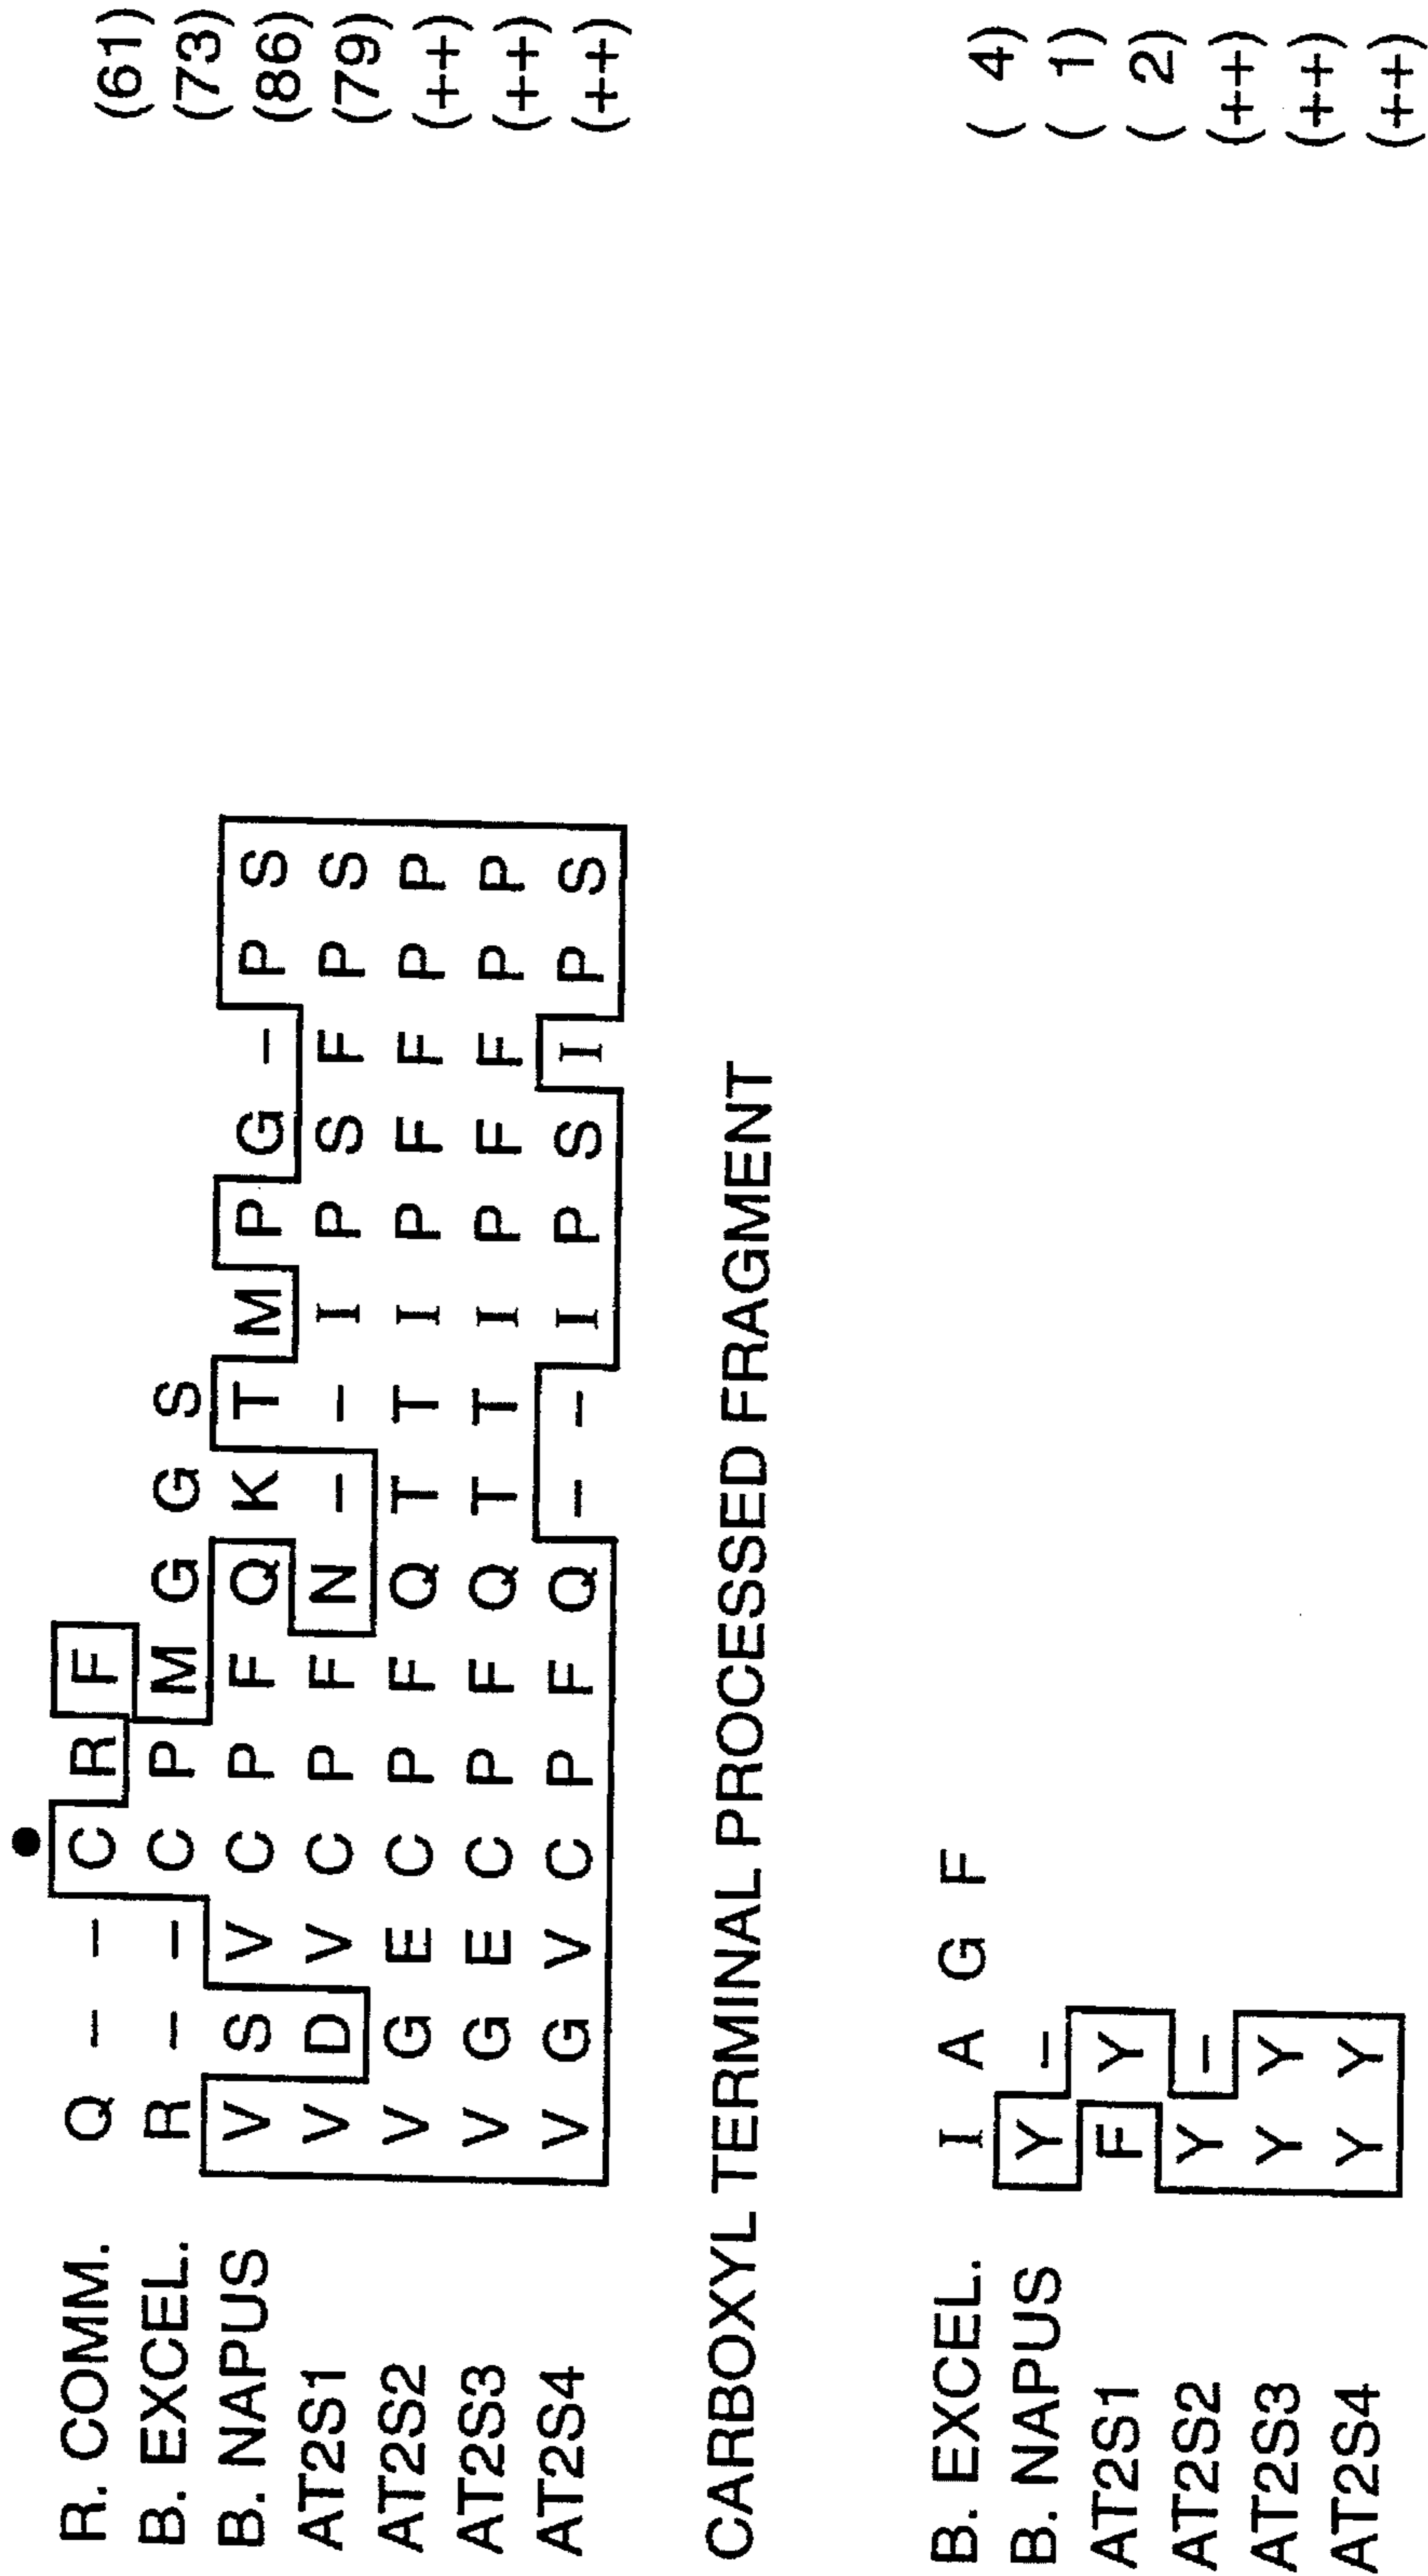 R. COMM. Q – – C R F (61)
B. EXCEL. R – – C P M G G S (73)
B. NAPUS V S V C P F Q K T M P G – P S (86)
AT2S1 V D V C P F N – – I P S F P S (79)
AT2S2 V G E C P F Q T T I P F F P P (++)
AT2S3 V G E C P F Q T T I P F F P P (++)
AT2S4 V G V C P F Q – – I P S I P S (++)
CARBOXYL TERMINAL PROCESSED FRAGMENT
B. EXCEL. I A G F ( 4)
B. NAPUS Y – ( 1)
AT2S1 F Y ( 2)
AT2S2 Y – (++)
AT2S3 Y Y (++)
AT2S4 Y Y (++)